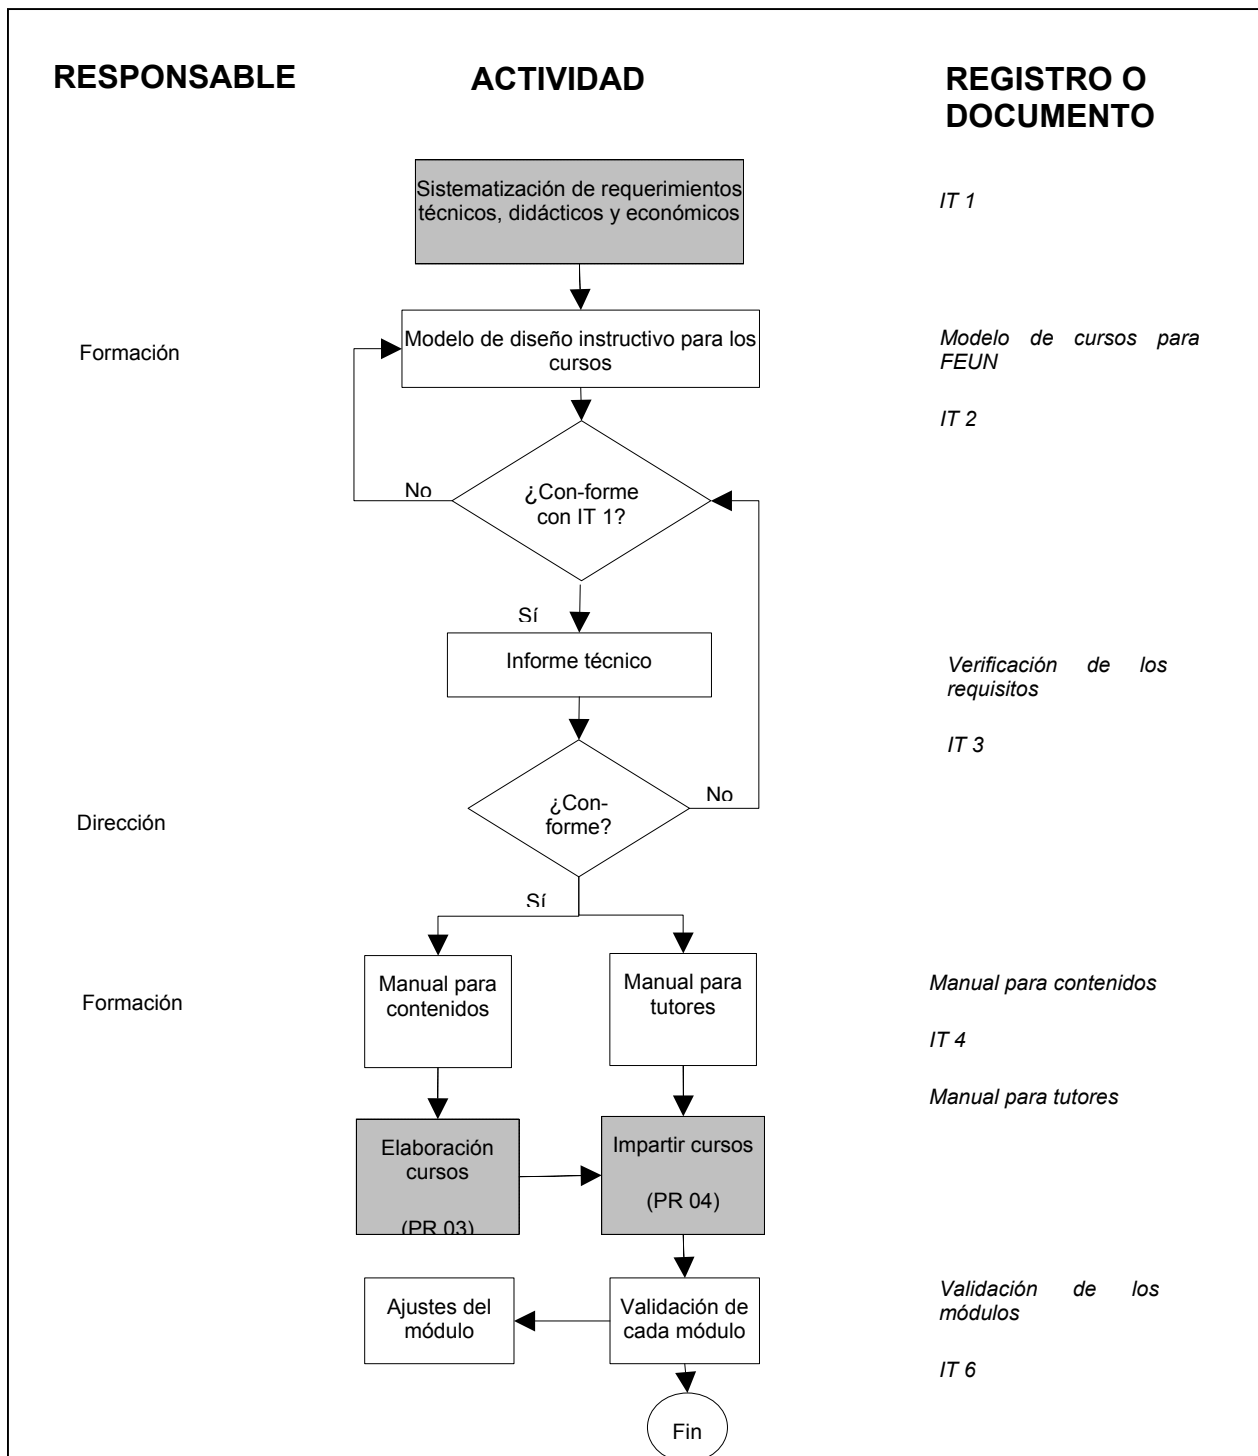 RESPONSABLE
ACTIVIDAD
REGISTRO O
DOCUMENTO
Sistematización de requerimientos
técnicos, didácticos y económicos
IT 1
Formación
Modelo de diseño instructivo para los
cursos
Modelo de cursos para
FEUN
IT 2
No
¿Con-forme
con IT 1?
Sí
Informe técnico
Verificación de los
requisitos
IT 3
Dirección
¿Con-
forme?
No
Sí
Formación
Manual para
contenidos
Manual para
tutores
Manual para contenidos
IT 4
Manual para tutores
Elaboración
cursos
(PR 03)
Impartir cursos
(PR 04)
Ajustes del
módulo
Validación de
cada módulo
Validación de los
módulos
IT 6
Fin